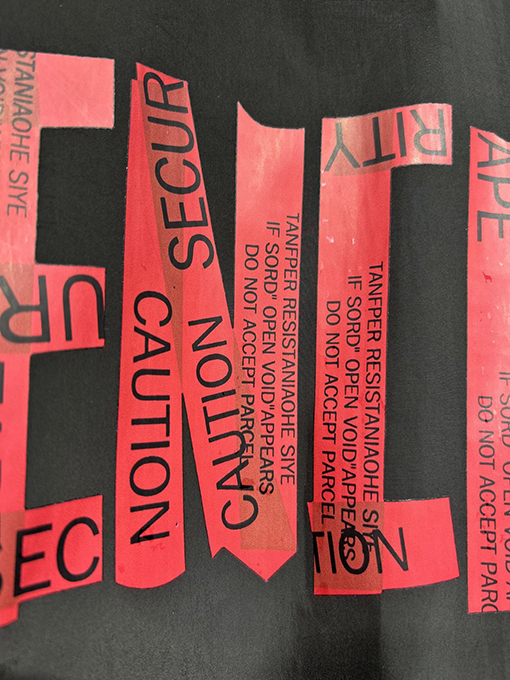 STANIAOHE SIYE
UR
SEC
SECUR
CAUTION
CAUTION
TANFPER RESISTANIAOHE SIYE
IF SORD" OPEN VOID"APPEARS
DO NOT ACCEPT PARCEL
RITY
TANFPER RESISTANIAOHE SIYE
IF SORD" OPEN VOID"APPEARS
DO NOT ACCEPT PARCEL
APE
IF SORD" OPEN VOID"AP
DO NOT ACCEPT PARC